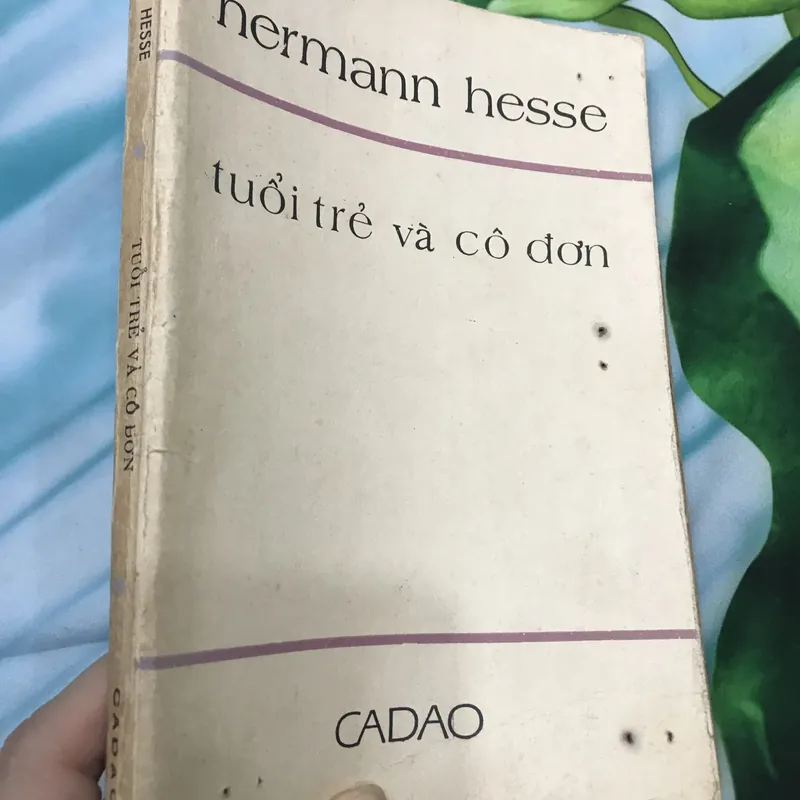 hermann hesse
tuổi trẻ và cô đơn
CADAO
HESSE
TUỔI TRẺ VÀ CÔ ĐƠN
CADAO